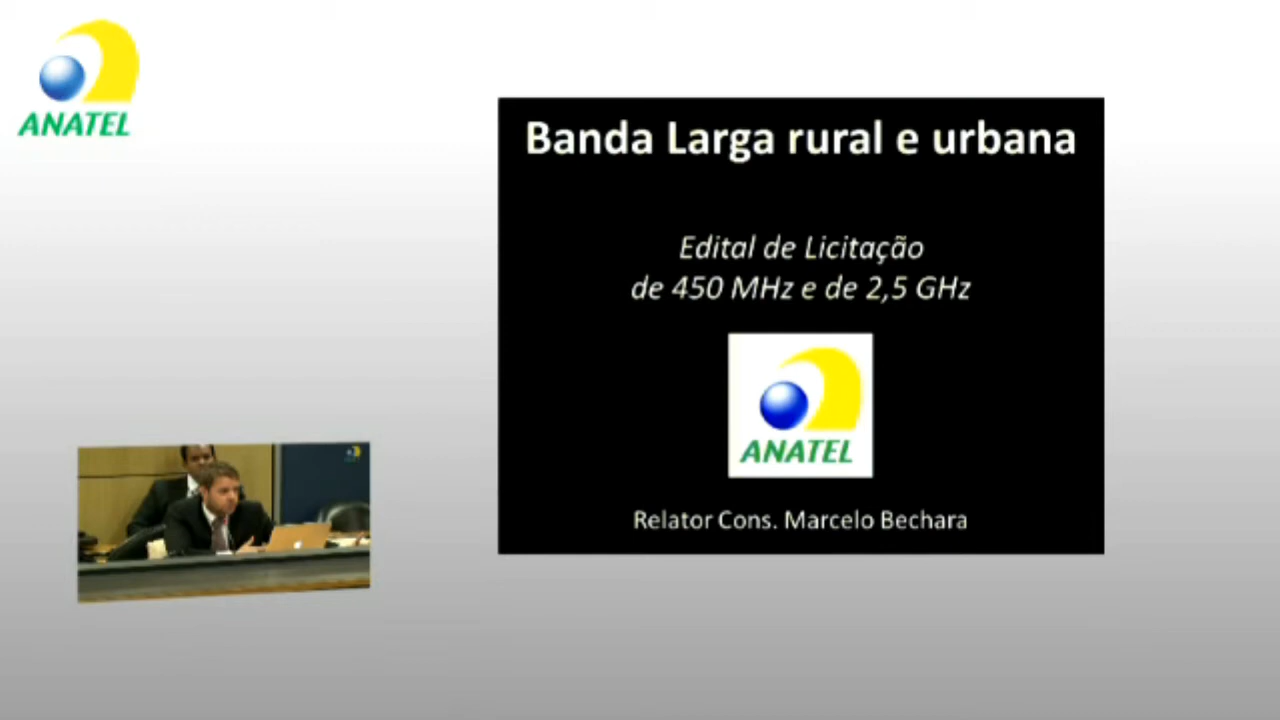 ANATEL
Banda Larga rural e urbana
Edital de Licitação
de 450 MHz e de 2,5 GHz
ANATEL
Relator Cons. Marcelo Bechara